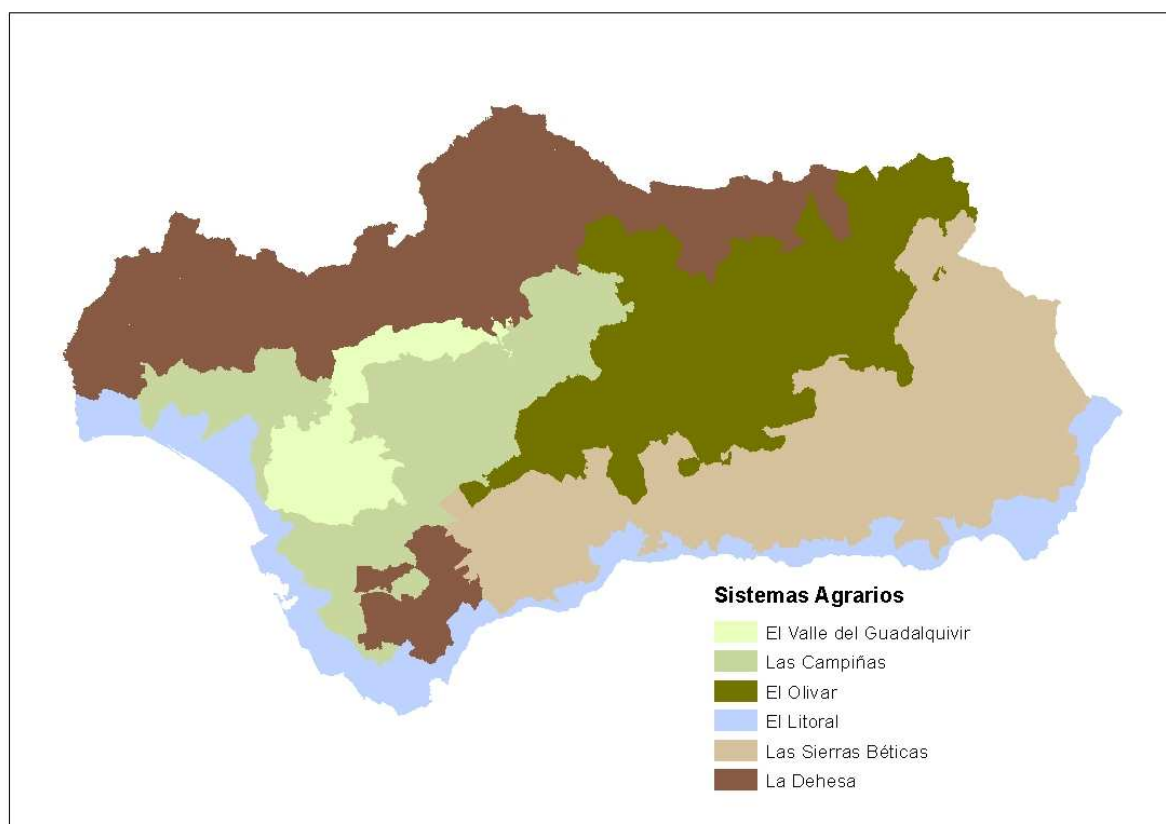 Sistemas Agrarios
El Valle del Guadalquivir
Las Campiñas
El Olivar
El Litoral
Las Sierras Béticas
La Dehesa